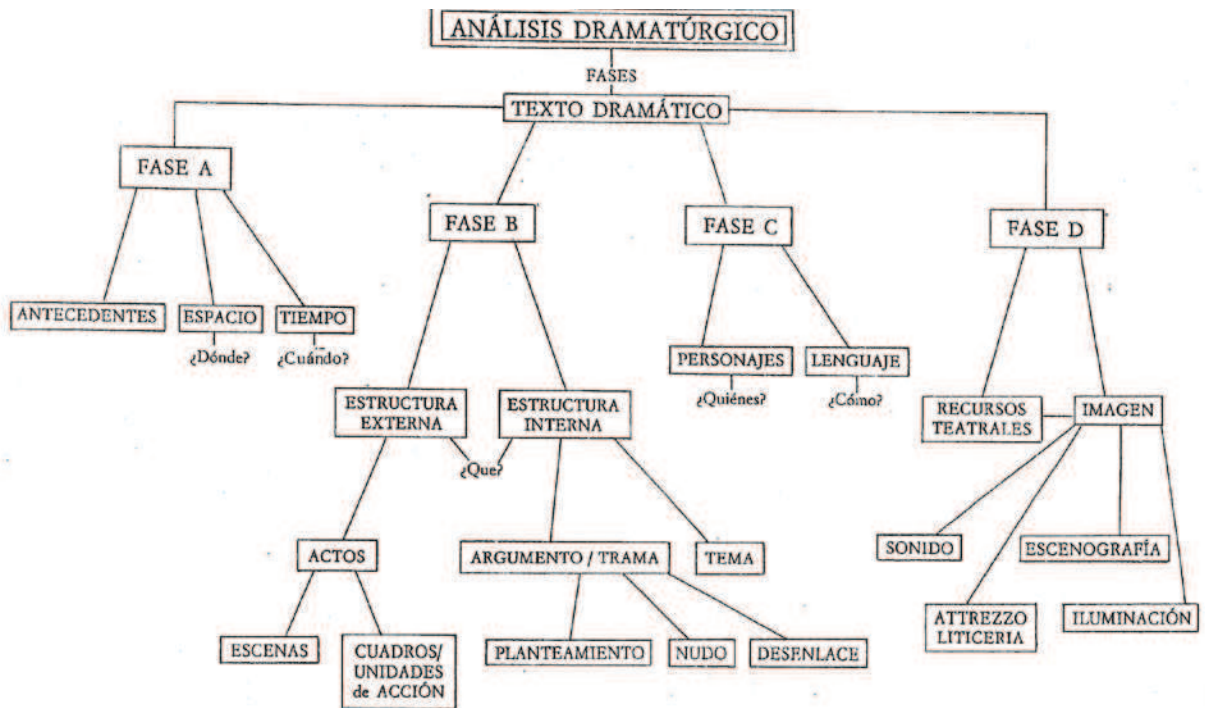 ANÁLISIS DRAMATÚRGICO
FASES
TEXTO DRAMÁTICO
FASE A
FASE B
FASE C
FASE D
ANTECEDENTES
ESPACIO
TIEMPO
¿Dónde?
¿Cuándo?
PERSONAJES
LENGUAJE
¿Quiénes?
¿Cómo?
ESTRUCTURA
EXTERNA
ESTRUCTURA
INTERNA
¿Que?
RECURSOS
TEATRALES
IMAGEN
ACTOS
ARGUMENTO / TRAMA
TEMA
SONIDO
ESCENOGRAFÍA
ATTREZZO
LITICERIA
ILUMINACIÓN
ESCENAS
CUADROS/
UNIDADES
de ACCIÓN
PLANTEAMIENTO
NUDO
DESENLACE